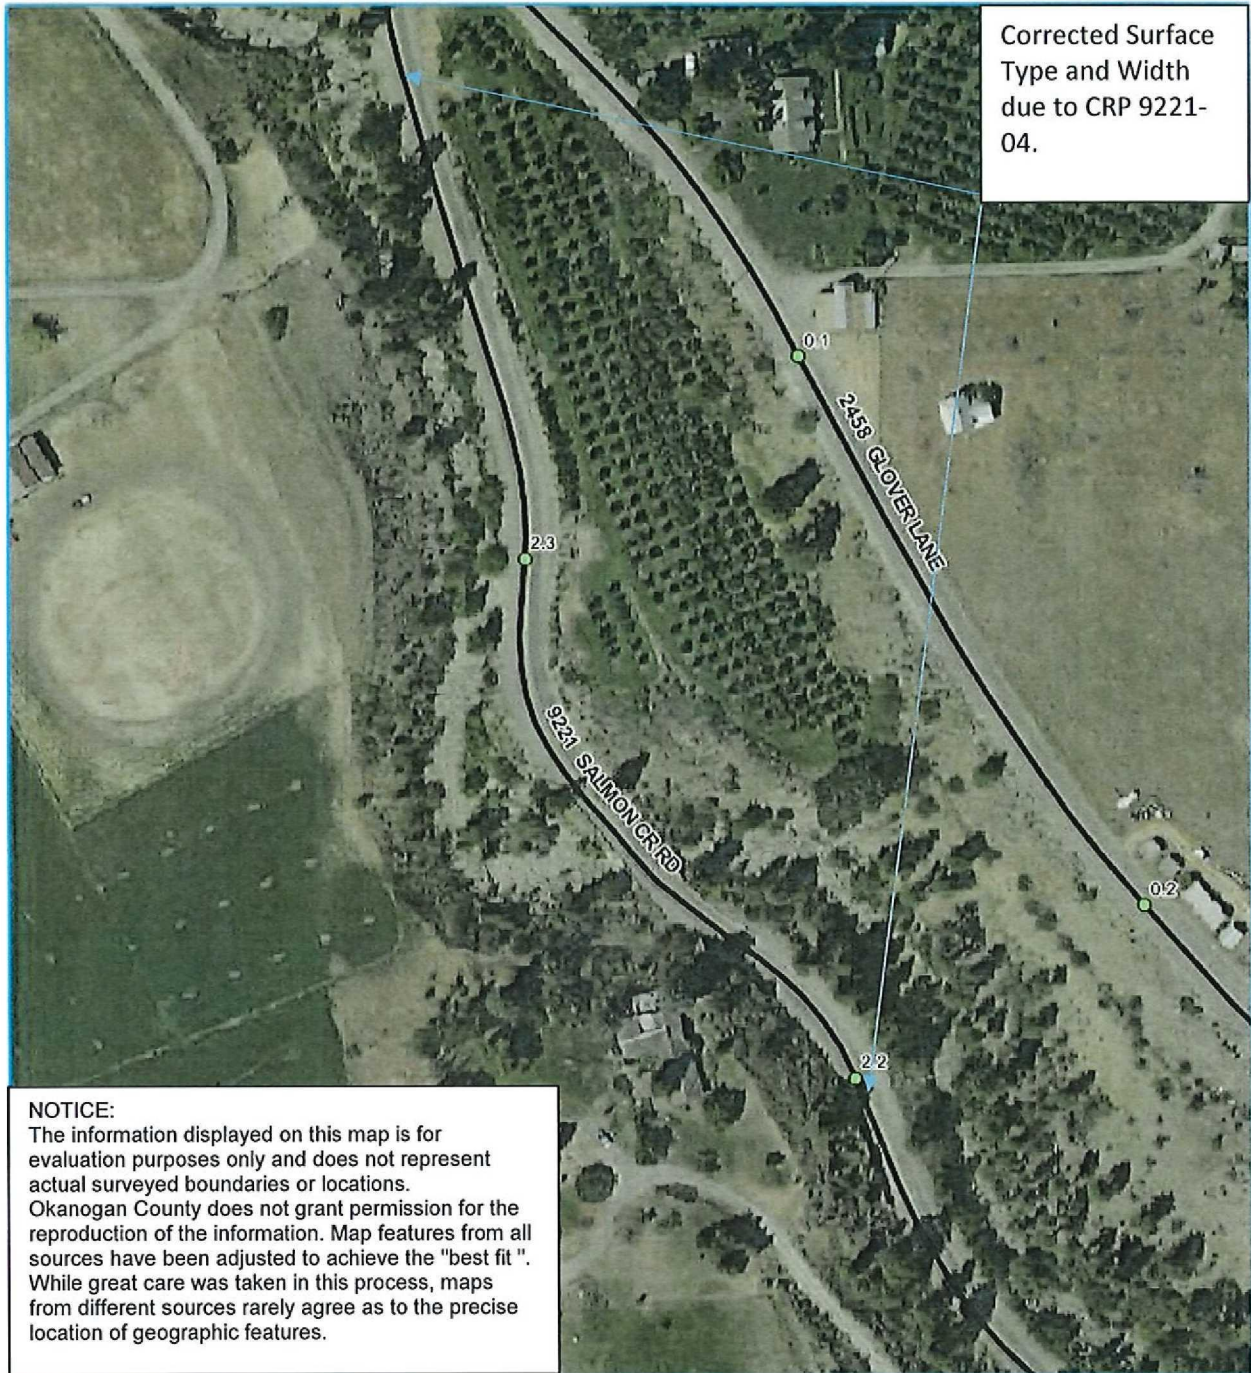 Corrected Surface
Type and Width
due to CRP 9221-
04.
0.1
2458 GLOVER LANE
2.3
9221 SALMON CR RD
0.2
2.2
NOTICE:
The information displayed on this map is for
evaluation purposes only and does not represent
actual surveyed boundaries or locations.
Okanogan County does not grant permission for the
reproduction of the information. Map features from all
sources have been adjusted to achieve the "best fit ".
While great care was taken in this process, maps
from different sources rarely agree as to the precise
location of geographic features.